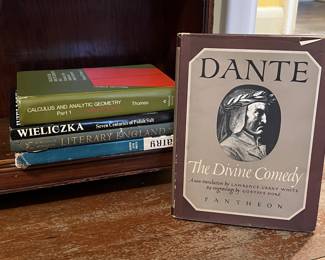 CALCULUS AND ANALYTIC GEOMETRY
Part 1
Thomas
WIELICZKA
Seven Centuries of Polish Salt
LITERARY ENGLAND
DANTE
The Divine Comedy
A new translation by LAWRENCE GRANT WHITE
69 engravings by GUSTAVE DORÉ
PANTHEON